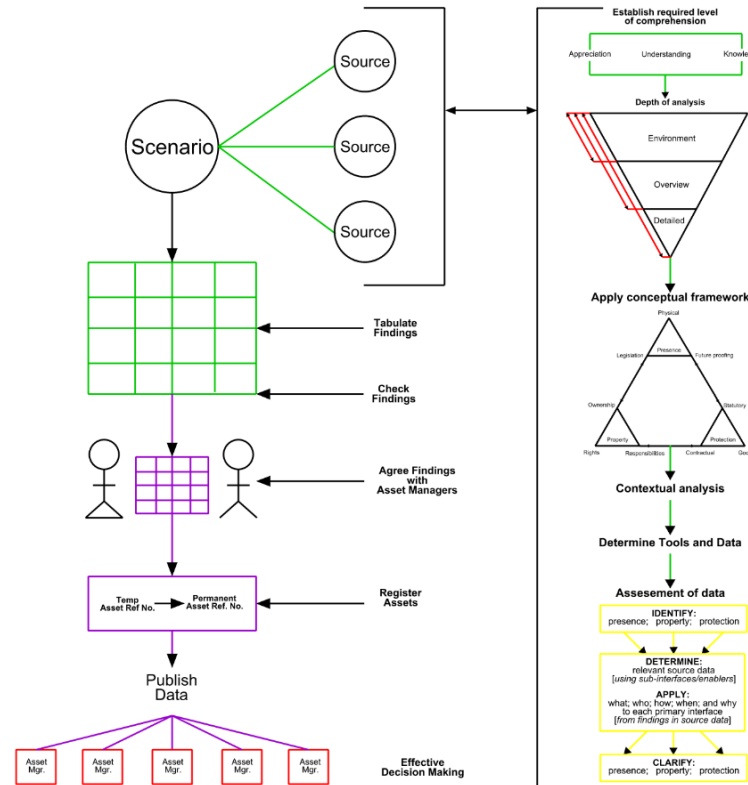 Source
Scenario
Source
Source
Tabulate
Findings
Check
Findings
Agree Findings
with
Asset Managers
Temp
Asset Ref No.
Permanent
Asset Ref. No.
Register
Assets
Publish
Data
Asset
Mgr.
Asset
Mgr.
Asset
Mgr.
Asset
Mgr.
Asset
Mgr.
Effective
Decision Making
Establish required level
of comprehension
Appreciation
Understanding
Knowle
Depth of analysis
Environment
Overview
Detailed
Apply conceptual framework
Physical
Presence
Legislation
Future proofing
Ownership
Statutory
Property
Protection
Rights
Responsibilities
Contractual
Goo
Contextual analysis
Determine Tools and Data
Assesement of data
IDENTIFY:
presence; property; protection
DETERMINE:
relevant source data
[using sub-interfaces/enablers]
APPLY:
what; who; how; when; and why
to each primary interface
[from findings in source data]
CLARIFY:
presence; property; protection